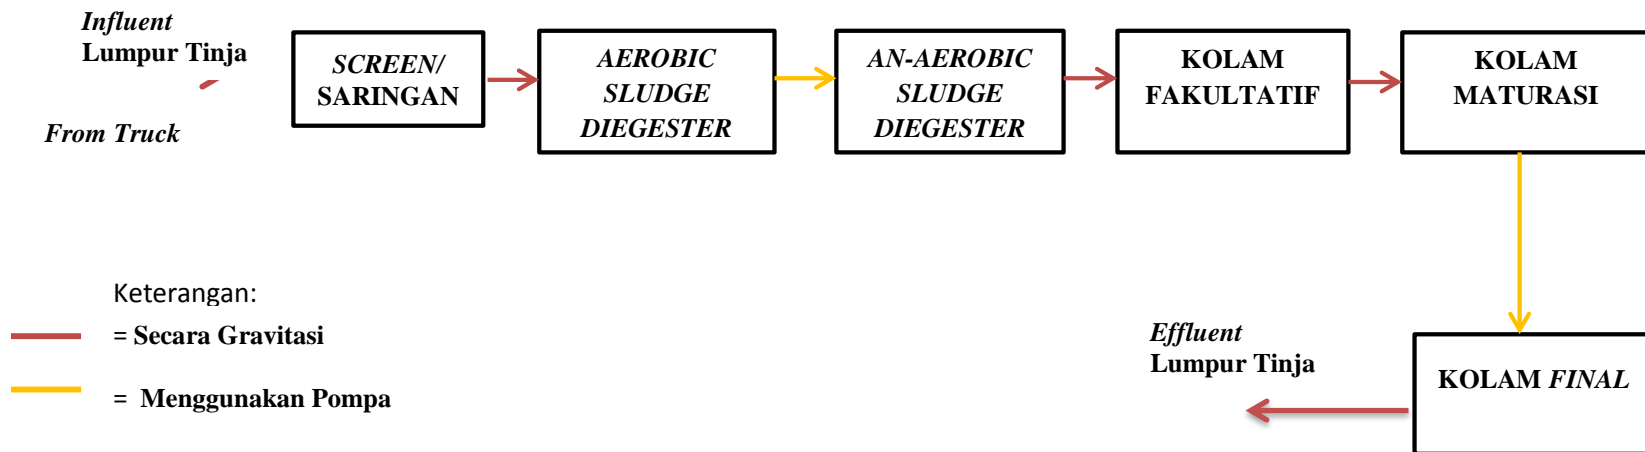 Influent
Lumpur Tinja
From Truck
SCREEN/
SARINGAN
AEROBIC
SLUDGE
DIEGESTER
AN-AEROBIC
SLUDGE
DIEGESTER
KOLAM
FAKULTATIF
KOLAM
MATURASI
Keterangan:
= Secara Gravitasi
= Menggunakan Pompa
Effluent
Lumpur Tinja
KOLAM FINAL